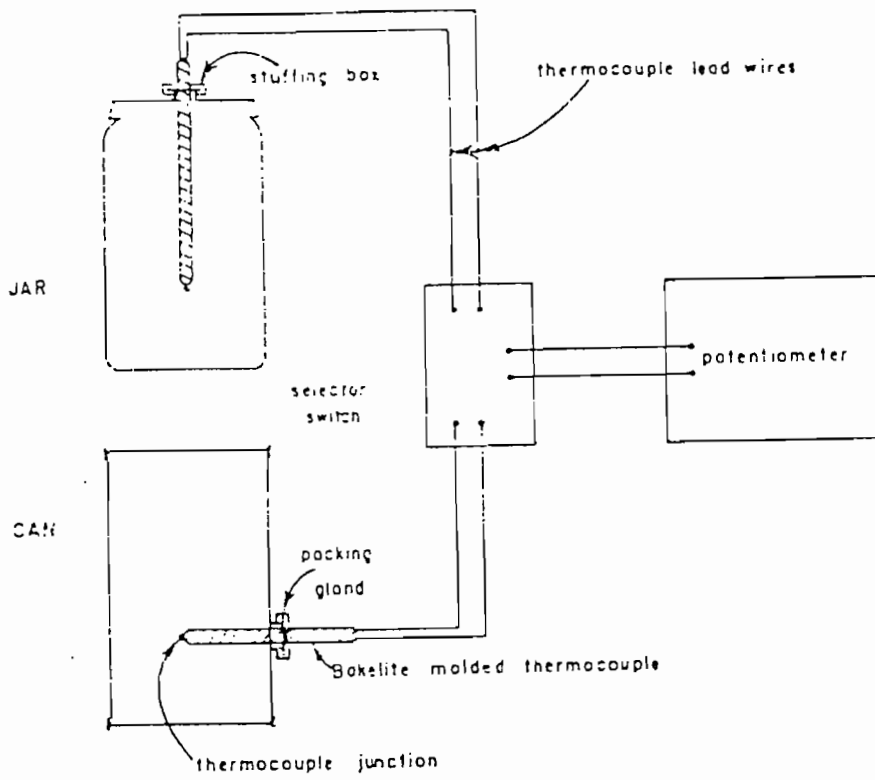 stuffing box
thermocouple lead wires
JAR
potentiometer
selector
switch
CAN
packing
gland
Bakelite molded thermocouple
thermocouple junction